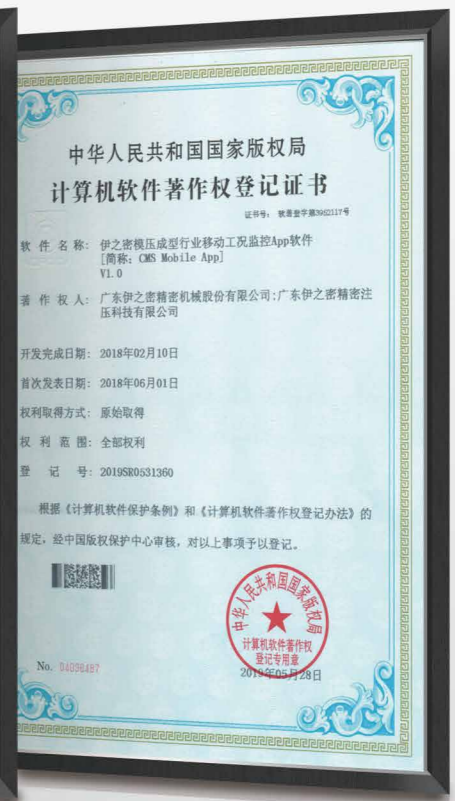 中华人民共和国国家版权局
计算机软件著作权登记证书
证书号: 软著登字第3952117号
软件名称: 伊之密模压成型行业移动工况监控App软件
[简称: CMS Mobile App]
V1.0
著作权人: 广东伊之密精密机械股份有限公司;广东伊之密精密注
压科技有限公司
开发完成日期: 2018年02月10日
首次发表日期: 2018年06月01日
权利取得方式: 原始取得
权利范围: 全部权利
登记号: 2019SR0531360
根据《计算机软件保护条例》和《计算机软件著作权登记办法》的
规定,经中国版权保护中心审核,对以上事项予以登记。
中华人民共和国国家版权局
计算机软件著作权
登记专用章
2019年05月28日
No. 04036487